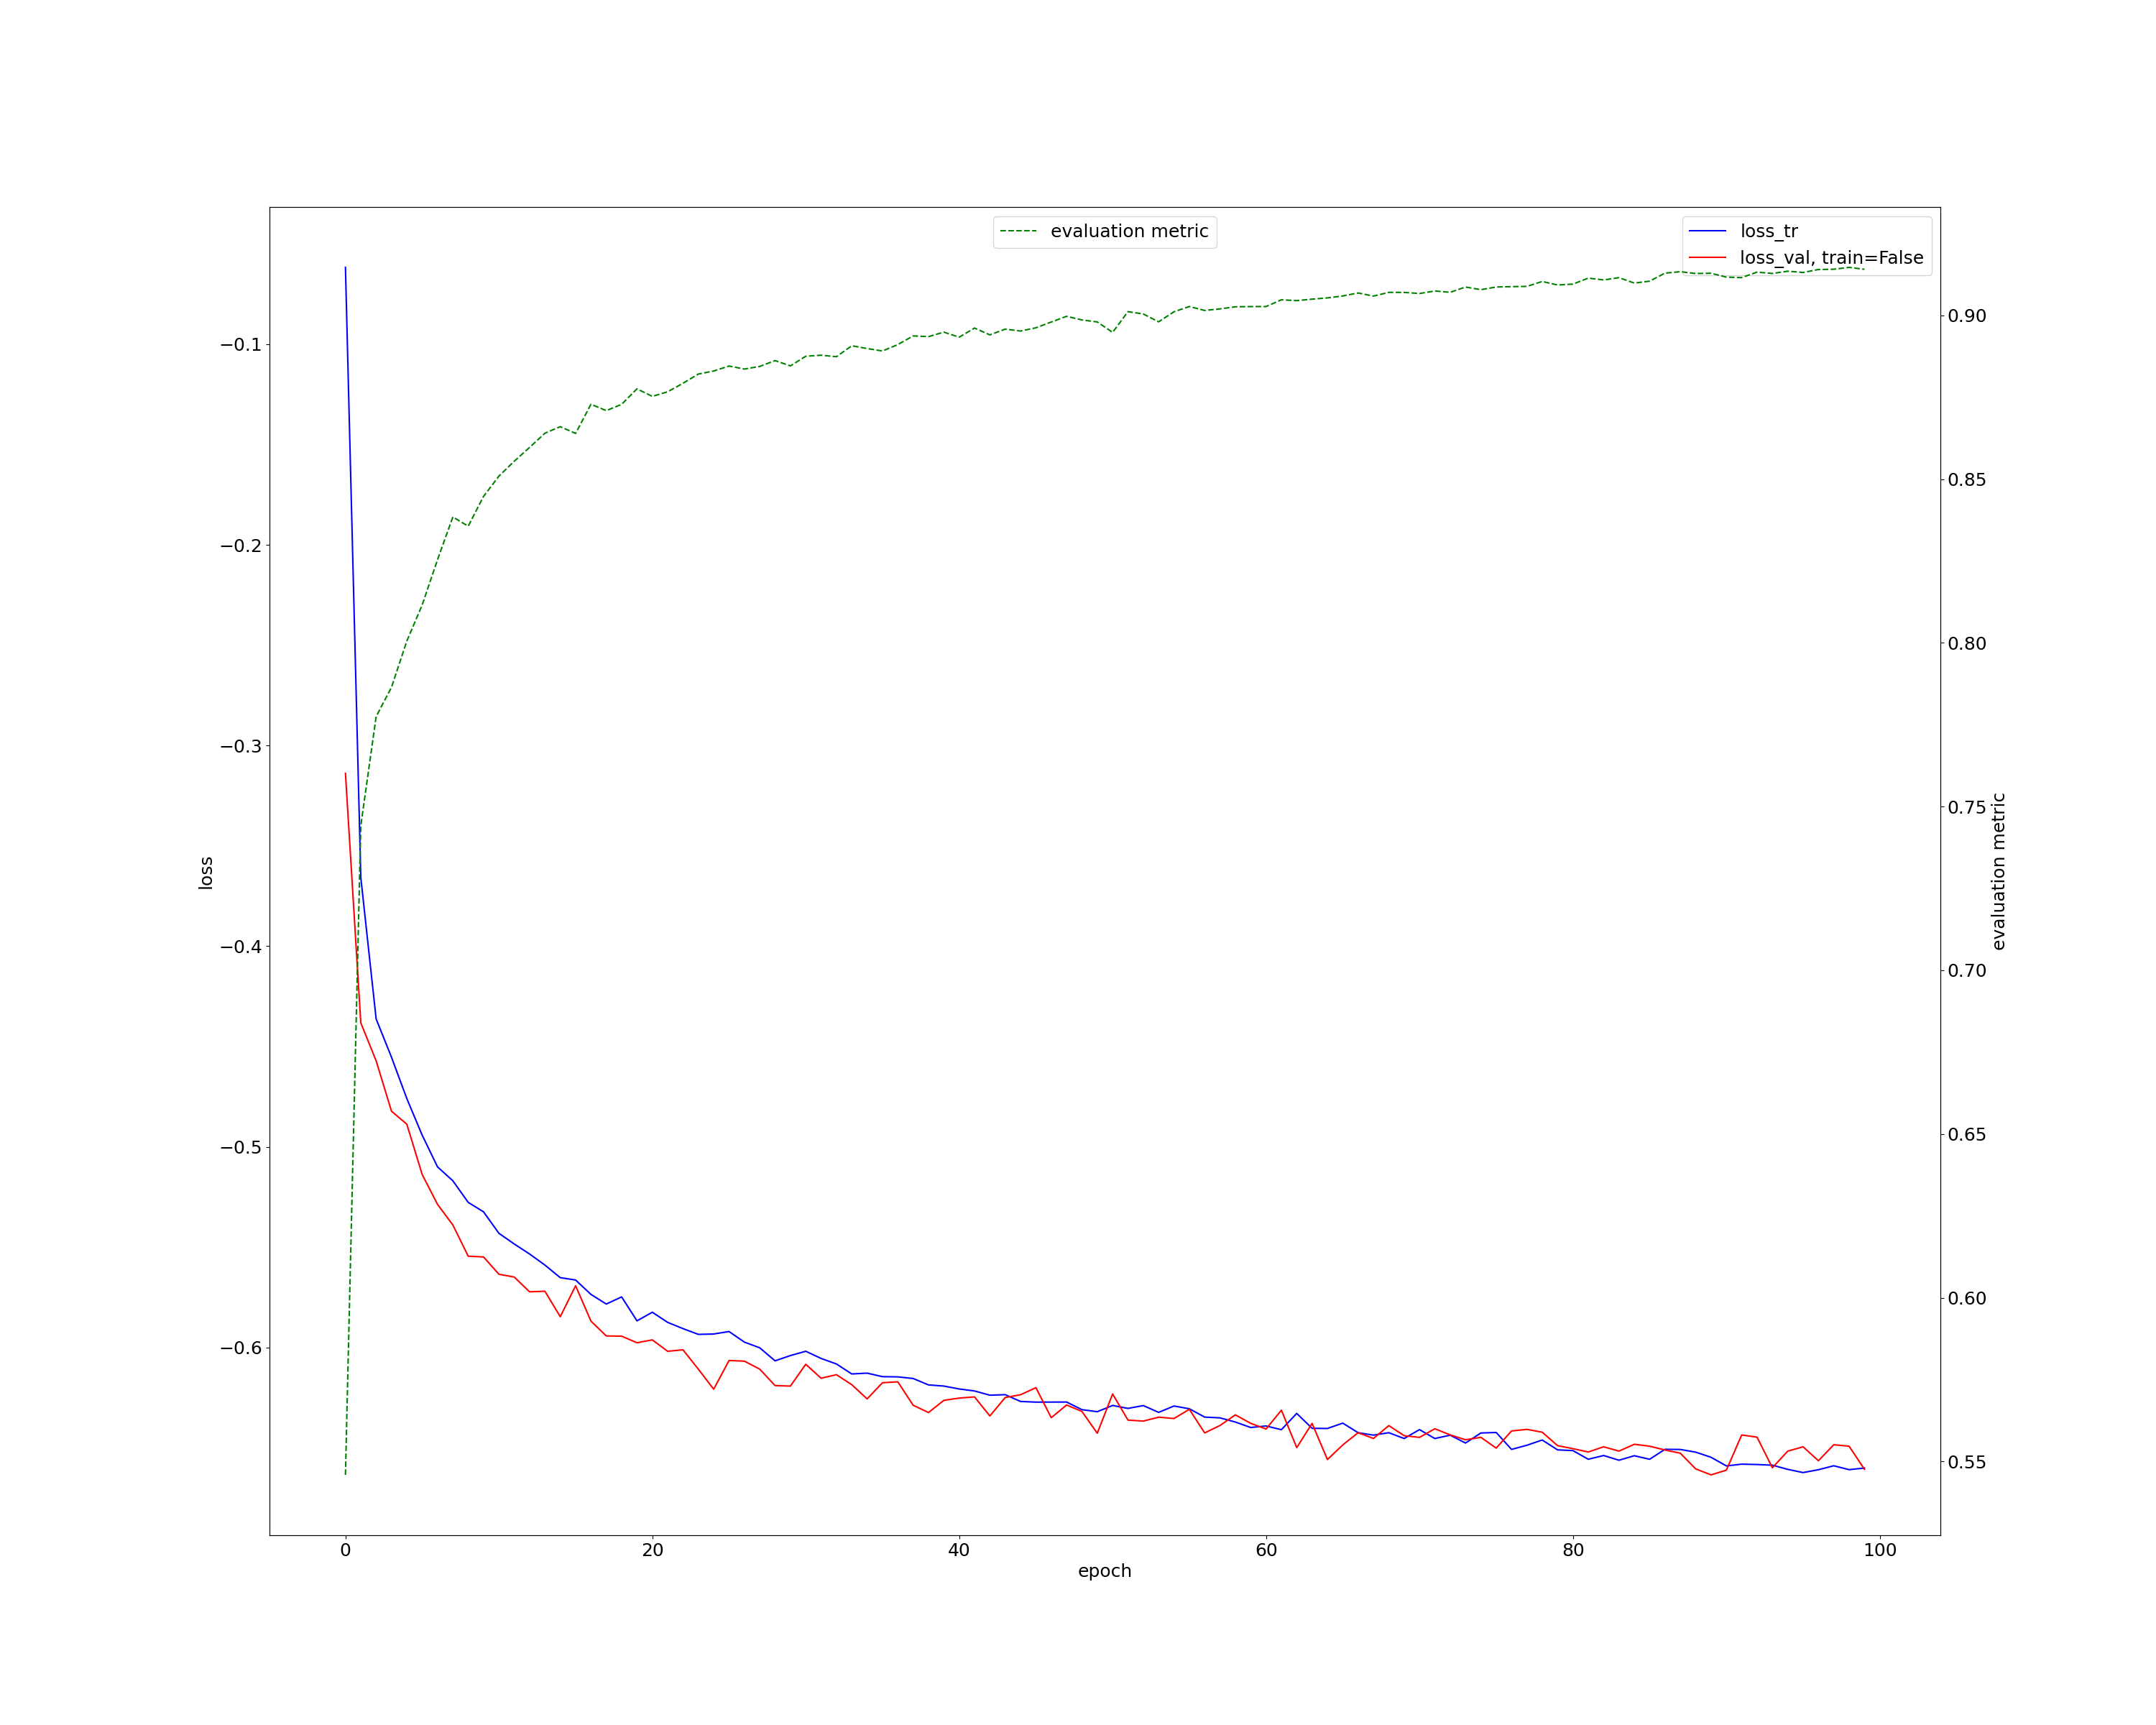 evaluation metric
loss_tr
loss_val, train=False
−0.1
−0.2
−0.3
−0.4
−0.5
−0.6
loss
0.90
0.85
0.80
0.75
0.70
0.65
0.60
0.55
evaluation metric
0 20 40 60 80 100
epoch